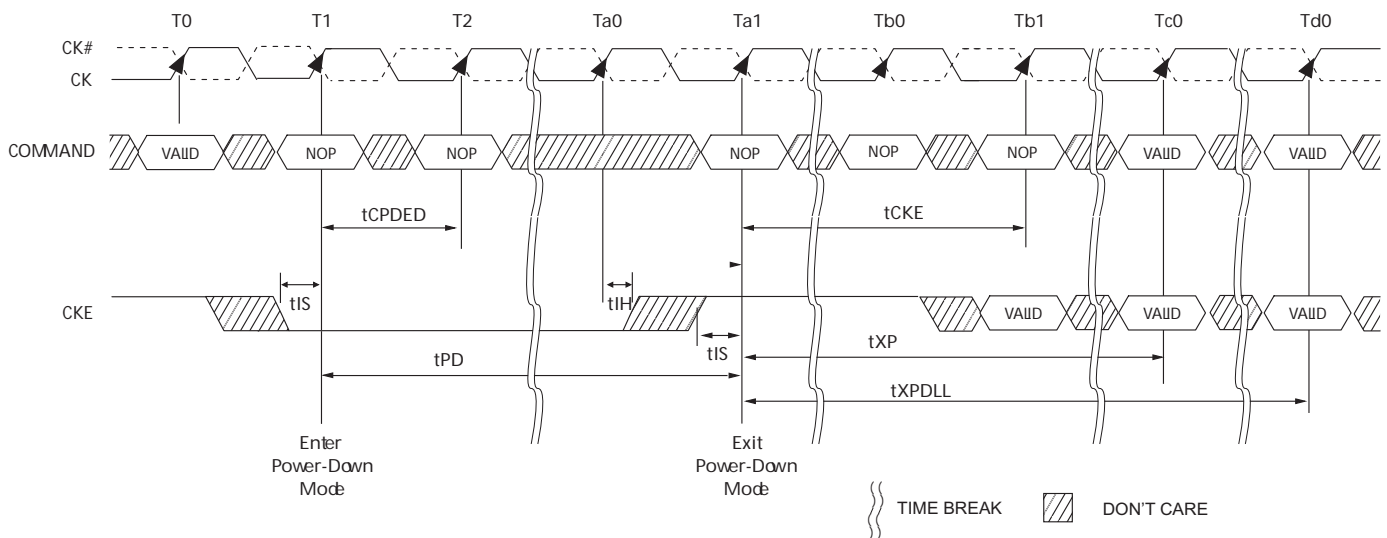 T0 T1 T2 Ta0 Ta1 Tb0 Tb1 Tc0 Td0
CK#
CK
COMMAND VALID NOP NOP NOP NOP NOP VALID VALID
tCPDED tCKE
tIS tIH
CKE VALID VALID VALID
tIS
tPD tXP
tXPDLL
Enter
Power-Down
Mode
Exit
Power-Down
Mode
TIME BREAK DON'T CARE